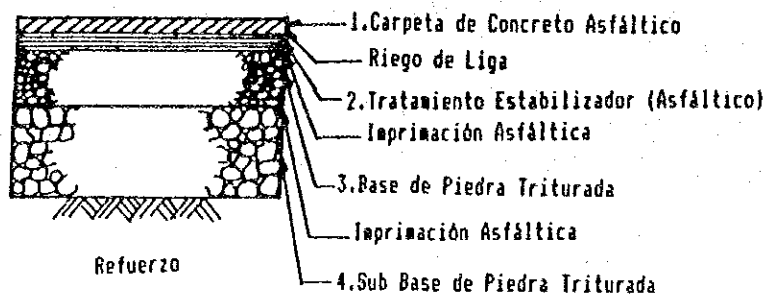 1.Carpeta de Concreto Asfáltico
Riego de Liga
2.Tratamiento Estabilizador (Asfáltico)
Imprimación Asfáltica
3.Base de Piedra Triturada
Imprimación Asfáltica
Refuerzo
4.Sub Base de Piedra Triturada